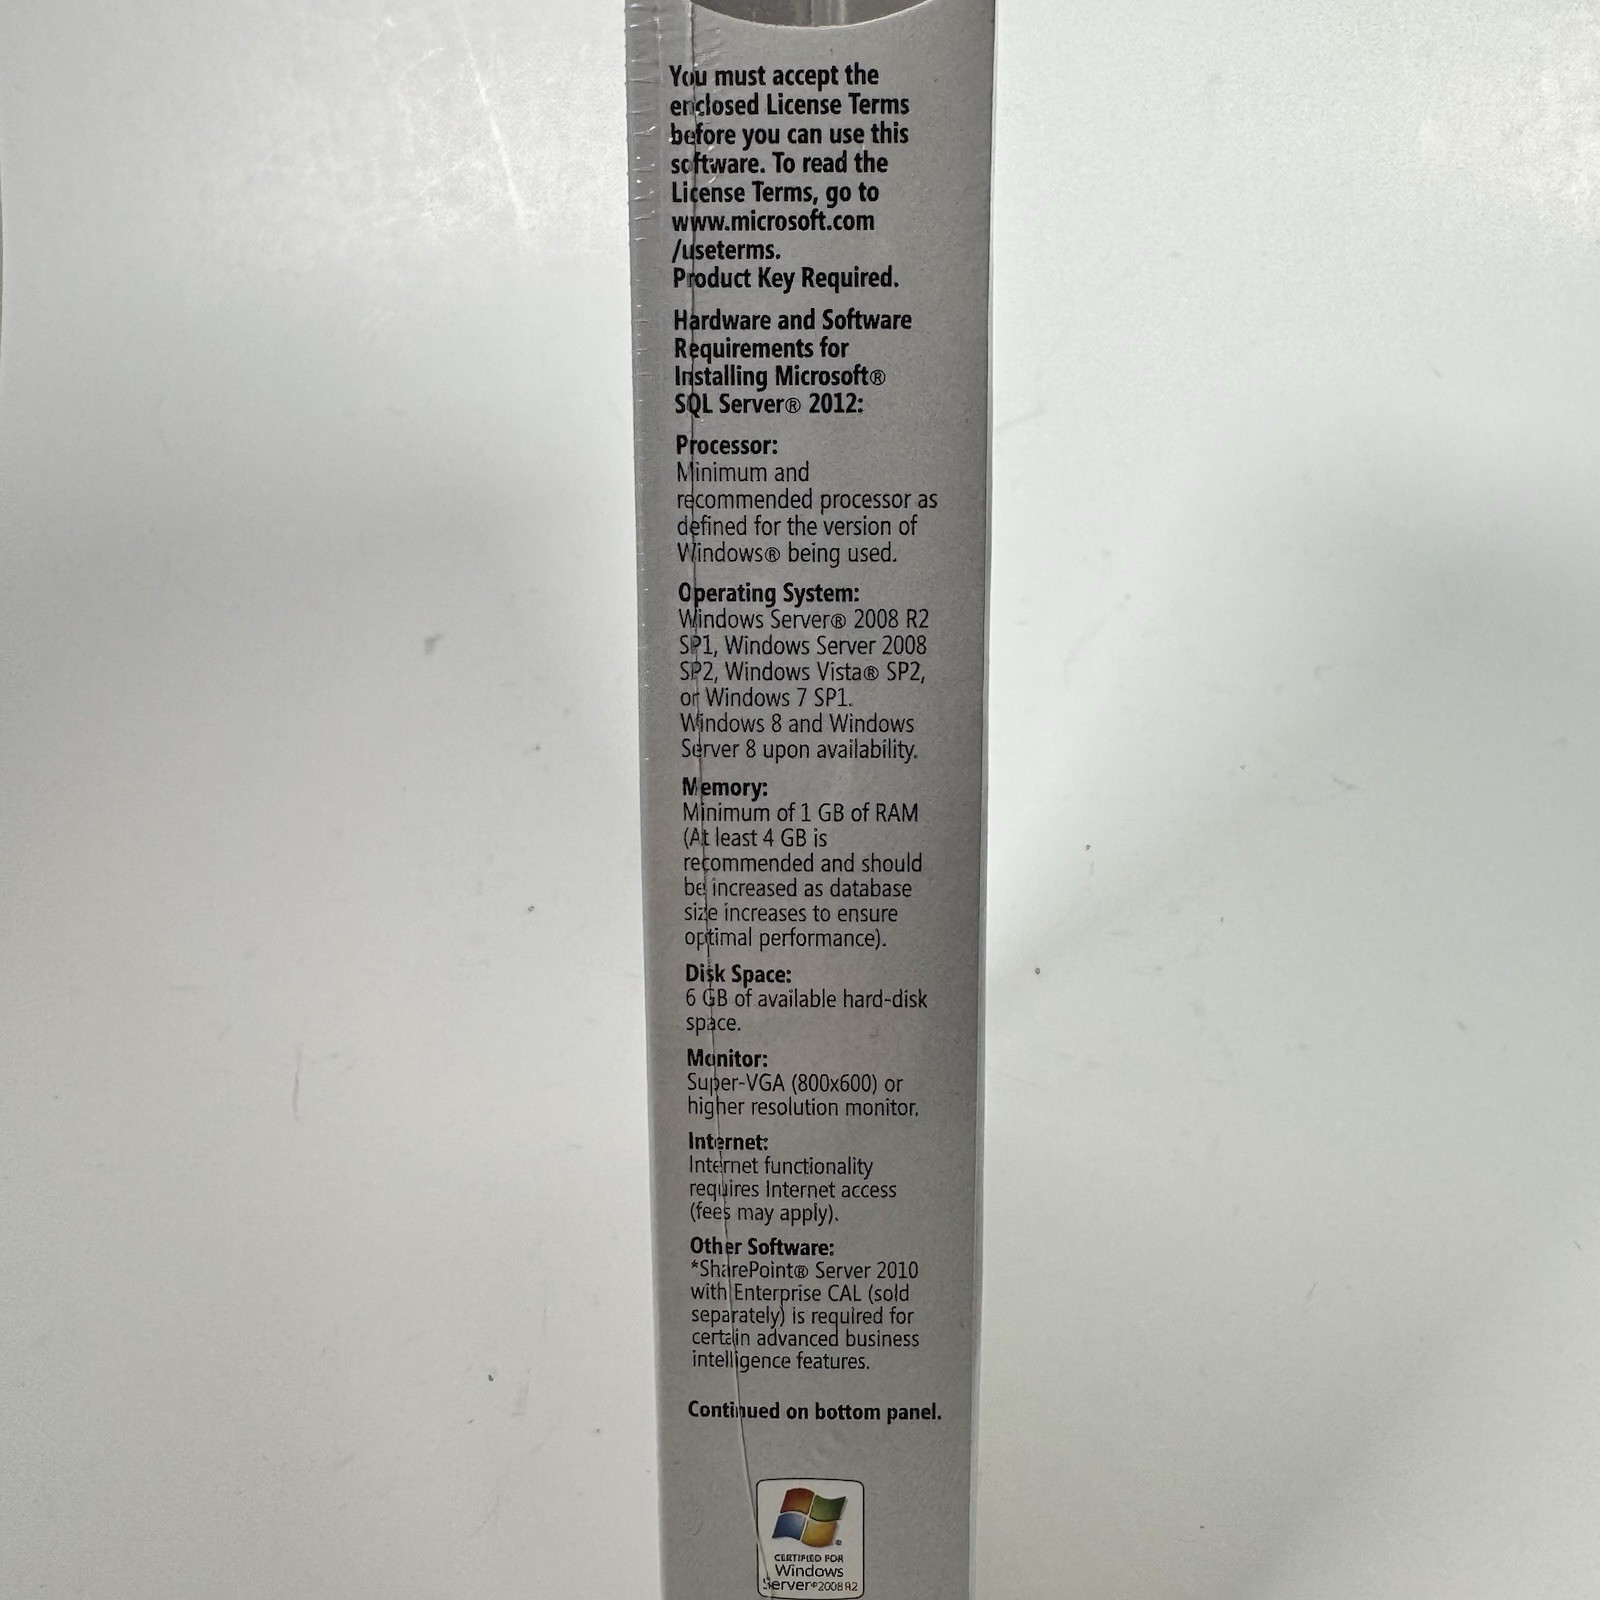 You must accept the
enclosed License Terms
before you can use this
software. To read the
License Terms, go to
www.microsoft.com
/useterms.
Product Key Required.
Hardware and Software
Requirements for
Installing Microsoft®
SQL Server® 2012:
Processor:
Minimum and
recommended processor as
defined for the version of
Windows® being used.
Operating System:
Windows Server® 2008 R2
SP1, Windows Server 2008
SP2, Windows Vista® SP2,
or Windows 7 SP1.
Windows 8 and Windows
Server 8 upon availability.
Memory:
Minimum of 1 GB of RAM
(At least 4 GB is
recommended and should
be increased as database
size increases to ensure
optimal performance).
Disk Space:
6 GB of available hard-disk
space.
Monitor:
Super-VGA (800x600) or
higher resolution monitor.
Internet:
Internet functionality
requires Internet access
(fees may apply).
Other Software:
*SharePoint® Server 2010
with Enterprise CAL (sold
separately) is required for
certain advanced business
intelligence features.
Continued on bottom panel.
CERTIFIED FOR
Windows
Server® 2008 R2